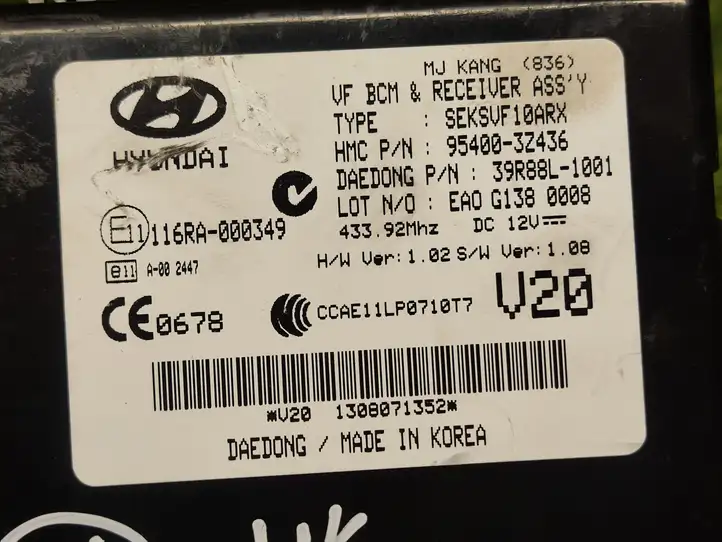 MJ KANG (836)
VF BCM & RECEIVER ASS'Y
TYPE : SEKSVF10ARX
HMC P/N : 95400-3Z436
DAEDONG P/N : 39R88L-1001
LOT N/O : EAO G138 0008
433.92Mhz DC 12V
H/W Ver:1.02 S/W Ver:1.08
HYUNDAI
E11 116RA-000349
e11 A-00 2447
CE0678
CCAE11LP0710T7
V20
*V20 1308071352*
DAEDONG / MADE IN KOREA